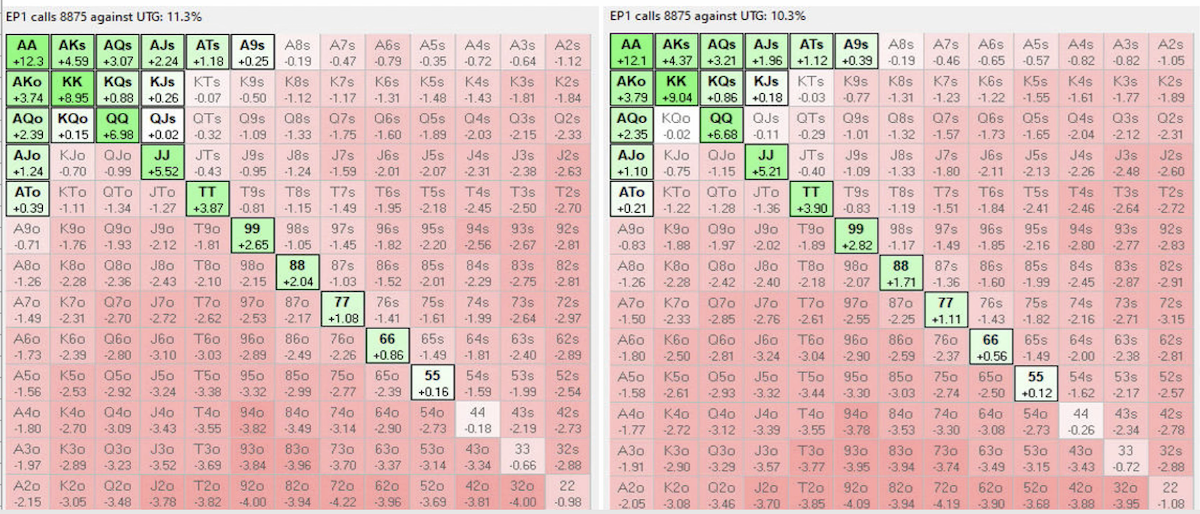 EP1 calls 8875 against UTG: 11.3%
AA AKs AQs AJs ATs A9s A8s A7s A6s A5s A4s A3s A2s
+12.3 +4.59 +3.07 +2.24 +1.18 +0.25 -0.19 -0.47 -0.79 -0.35 -0.72 -0.64 -1.12
AKo KK KQs KJs KTs K9s K8s K7s K6s K5s K4s K3s K2s
+3.74 +8.95 +0.88 +0.26 -0.07 -0.50 -1.12 -1.17 -1.31 -1.48 -1.43 -1.81 -1.84
AQo KQo QQ QJs QTs Q9s Q8s Q7s Q6s Q5s Q4s Q3s Q2s
+2.39 +0.15 +6.98 +0.02 -0.32 -1.09 -1.33 -1.75 -1.60 -1.89 -2.03 -2.15 -2.33
AJo KJo QJo JJ JTs J9s J8s J7s J6s J5s J4s J3s J2s
+1.24 -0.70 -0.99 +5.52 -0.43 -0.95 -1.24 -1.59 -2.01 -2.07 -2.31 -2.38 -2.63
ATo KTo QTo JTo TT T9s T8s T7s T6s T5s T4s T3s T2s
+0.39 -1.11 -1.34 -1.27 +3.87 -0.81 -1.15 -1.49 -1.95 -2.18 -2.45 -2.50 -2.70
A9o K9o Q9o J9o T9o 99 98s 97s 96s 95s 94s 93s 92s
-0.71 -1.76 -1.93 -2.12 -1.81 +2.65 -1.05 -1.45 -1.82 -2.20 -2.56 -2.67 -2.81
A8o K8o Q8o J8o T8o 98o 88 87s 86s 85s 84s 83s 82s
-1.26 -2.28 -2.36 -2.43 -2.10 -2.15 +2.04 -1.03 -1.52 -2.01 -2.29 -2.75 -2.81
A7o K7o Q7o J7o T7o 97o 87o 77 76s 75s 74s 73s 72s
-1.49 -2.31 -2.70 -2.72 -2.62 -2.53 -2.17 +1.08 -1.41 -1.61 -1.99 -2.64 -2.97
A6o K6o Q6o J6o T6o 96o 86o 76o 66 65s 64s 63s 62s
-1.73 -2.39 -2.80 -3.10 -3.03 -2.89 -2.49 -2.26 +0.86 -1.49 -1.81 -2.40 -2.89
A5o K5o Q5o J5o T5o 95o 85o 75o 65o 55 54s 53s 52s
-1.56 -2.53 -2.92 -3.24 -3.38 -3.32 -2.99 -2.77 -2.39 +0.16 -1.59 -1.99 -2.54
A4o K4o Q4o J4o T4o 94o 84o 74o 64o 54o 44 43s 42s
-1.80 -2.70 -3.09 -3.43 -3.55 -3.82 -3.49 -3.14 -2.90 -2.73 -0.18 -2.19 -2.73
A3o K3o Q3o J3o T3o 93o 83o 73o 63o 53o 43o 33 32s
-1.97 -2.89 -3.23 -3.52 -3.69 -3.84 -3.96 -3.70 -3.37 -3.14 -3.34 -0.66 -2.88
A2o K2o Q2o J2o T2o 92o 82o 72o 62o 52o 42o 32o 22
-2.15 -3.05 -3.48 -3.78 -3.82 -4.00 -3.94 -4.22 -3.96 -3.69 -3.81 -4.00 -0.98
EP1 calls 8875 against UTG: 10.3%
AA AKs AQs AJs ATs A9s A8s A7s A6s A5s A4s A3s A2s
+12.1 +4.37 +3.21 +1.96 +1.12 +0.39 -0.19 -0.46 -0.65 -0.57 -0.82 -0.82 -1.05
AKo KK KQs KJs KTs K9s K8s K7s K6s K5s K4s K3s K2s
+3.79 +9.04 +0.86 +0.18 -0.03 -0.77 -1.31 -1.23 -1.22 -1.55 -1.61 -1.77 -1.89
AQo KQo QQ QJs QTs Q9s Q8s Q7s Q6s Q5s Q4s Q3s Q2s
+2.35 -0.02 +6.68 -0.11 -0.29 -1.01 -1.32 -1.57 -1.73 -1.65 -2.04 -2.12 -2.31
AJo KJo QJo JJ JTs J9s J8s J7s J6s J5s J4s J3s J2s
+1.10 -0.75 -1.15 +5.21 -0.40 -1.09 -1.33 -1.80 -2.11 -2.13 -2.26 -2.48 -2.60
ATo KTo QTo JTo TT T9s T8s T7s T6s T5s T4s T3s T2s
+0.21 -1.22 -1.28 -1.36 +3.90 -0.83 -1.19 -1.51 -1.84 -2.41 -2.46 -2.64 -2.72
A9o K9o Q9o J9o T9o 99 98s 97s 96s 95s 94s 93s 92s
-0.83 -1.88 -1.97 -2.02 -1.89 +2.82 -1.17 -1.49 -1.85 -2.16 -2.80 -2.77 -2.83
A8o K8o Q8o J8o T8o 98o 88 87s 86s 85s 84s 83s 82s
-1.26 -2.28 -2.42 -2.40 -2.18 -2.07 +1.71 -1.36 -1.60 -1.99 -2.45 -2.87 -2.91
A7o K7o Q7o J7o T7o 97o 87o 77 76s 75s 74s 73s 72s
-1.50 -2.33 -2.85 -2.76 -2.61 -2.55 -2.25 +1.11 -1.43 -1.82 -2.16 -2.71 -3.15
A6o K6o Q6o J6o T6o 96o 86o 76o 66 65s 64s 63s 62s
-1.80 -2.50 -2.81 -3.24 -3.04 -2.90 -2.59 -2.37 +0.56 -1.49 -2.00 -2.38 -2.81
A5o K5o Q5o J5o T5o 95o 85o 75o 65o 55 54s 53s 52s
-1.58 -2.61 -2.93 -3.32 -3.44 -3.30 -3.03 -2.74 -2.50 +0.12 -1.62 -2.17 -2.57
A4o K4o Q4o J4o T4o 94o 84o 74o 64o 54o 44 43s 42s
-1.77 -2.72 -3.12 -3.39 -3.55 -3.78 -3.53 -3.30 -3.08 -2.73 -0.26 -2.34 -2.78
A3o K3o Q3o J3o T3o 93o 83o 73o 63o 53o 43o 33 32s
-1.91 -2.90 -3.29 -3.57 -3.77 -3.95 -3.94 -3.74 -3.49 -3.15 -3.43 -0.72 -2.88
A2o K2o Q2o J2o T2o 92o 82o 72o 62o 52o 42o 32o 22
-2.05 -3.08 -3.46 -3.70 -3.85 -4.09 -3.94 -4.19 -3.90 -3.68 -3.88 -3.95 -1.08